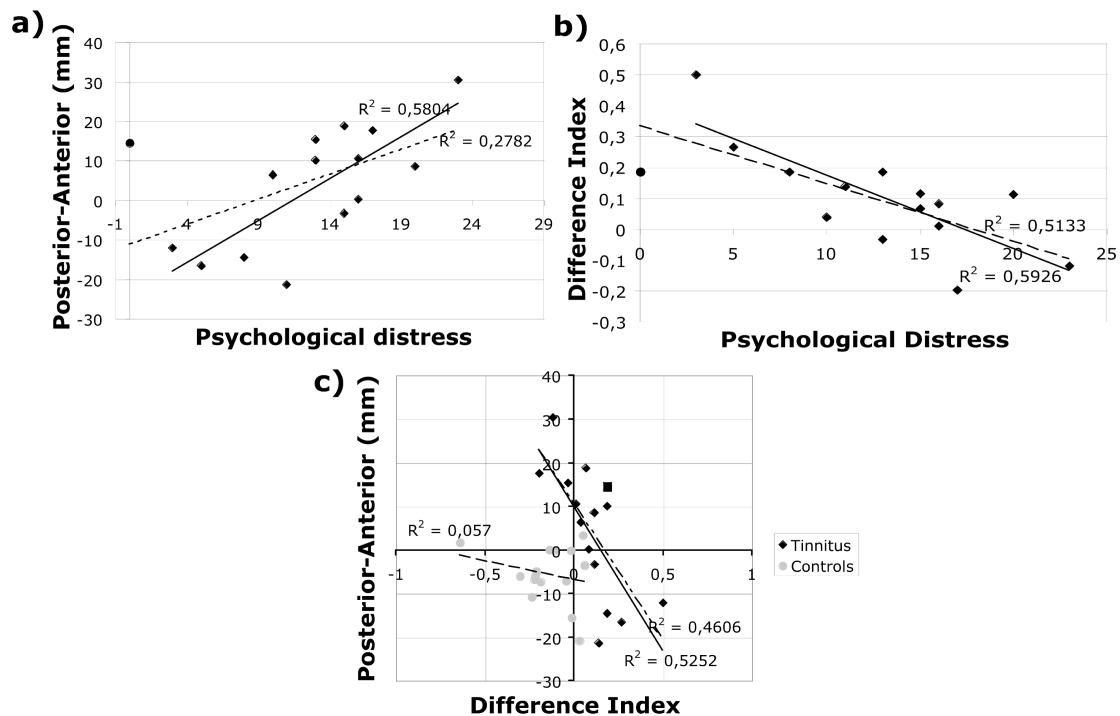 a)
Posterior-Anterior (mm)
40
30
20
10
0
-10
-20
-30
-1
4
9
14
19
24
29
R² = 0,5804
R² = 0,2782
Psychological distress
b)
Difference Index
0,6
0,5
0,4
0,3
0,2
0,1
0
-0,1
-0,2
-0,3
0
5
10
15
20
25
R² = 0,5133
R² = 0,5926
Psychological Distress
c)
Posterior-Anterior (mm)
40
30
20
10
0
-10
-20
-30
-1
-0,5
0
0,5
1
R² = 0,057
R² = 0,4606
R² = 0,5252
Tinnitus
Controls
Difference Index